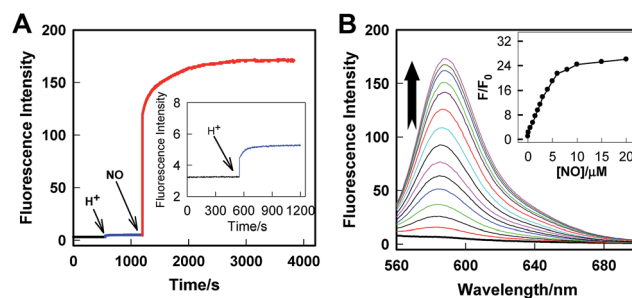 A
Fluorescence Intensity
200
150
100
50
0
H+
NO
0 1000 2000 3000 4000
Time/s
Fluorescence Intensity
8
6
4
2
H+
0 300 600 900 1200
Time/s
B
Fluorescence Intensity
200
150
100
50
0
560 600 640 680
Wavelength/nm
F/F0
32
24
16
8
0
0 5 10 15 20
[NO]/μM